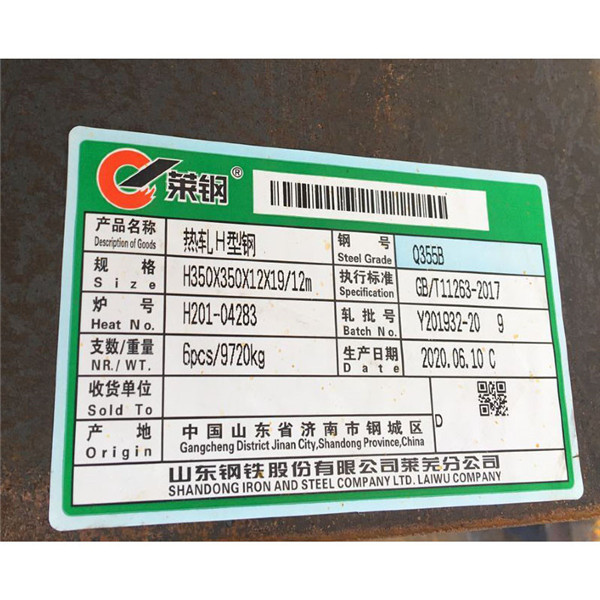 莱钢®
产品名称 热轧H型钢 钢 号 Q355B
Description of Goods Steel Grade
规 格 H350X350X12X19/12m 执行标准 GB/T11263-2017
Size Specification
炉 号 H201-04283 轧批号 Y201932-20 9
Heat No. Batch No.
支数/重量 6pcs/9720kg 生产日期 2020.06.10 C
NR./WT. Date
收货单位
Sold To D
产 地 中国山东省济南市钢城区
Origin Gangcheng District Jinan City,Shandong Province,China
山东钢铁股份有限公司莱芜分公司
SHANDONG IRON AND STEEL COMPANY LTD. LAIWU COMPANY